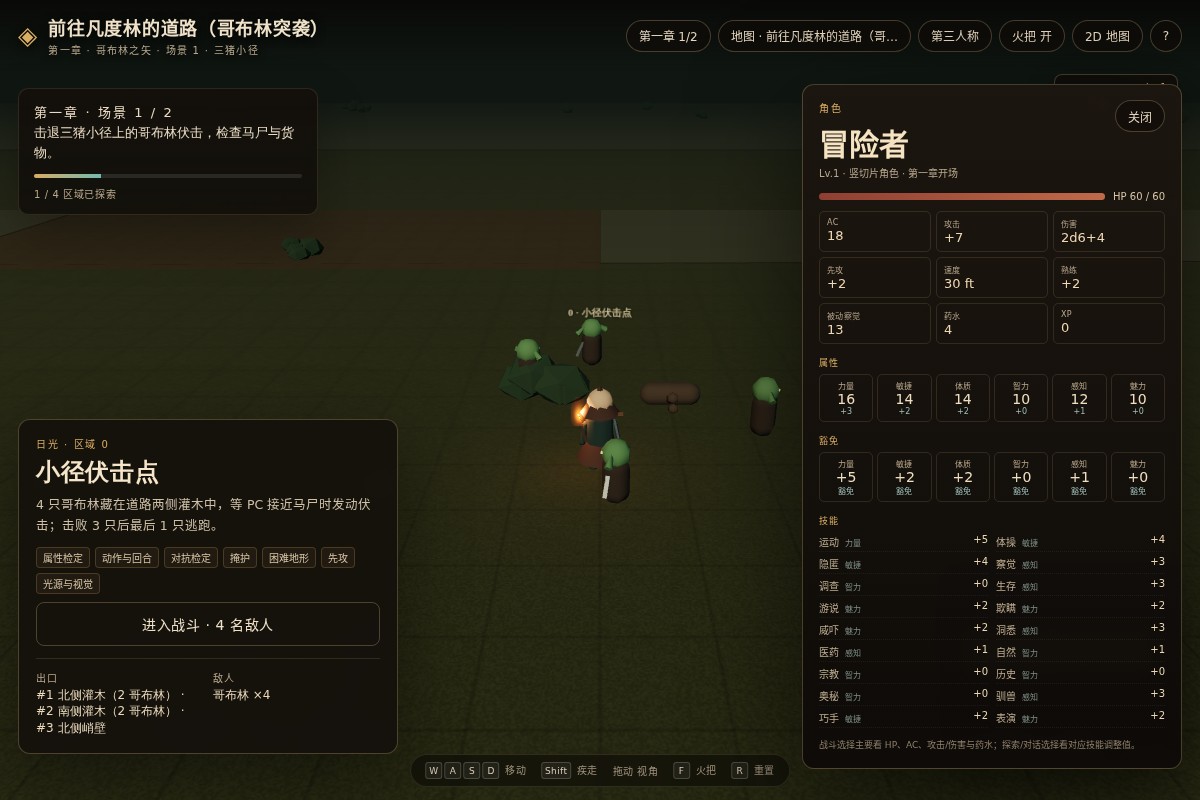 前往凡度林的道路（哥布林突袭）
第一章 · 哥布林之矢 · 场景 1 · 三猪小径
第一章 1/2
地图 · 前往凡度林的道路（哥…
第三人称
火把 开
2D 地图
?
第一章 · 场景 1 / 2
击退三猪小径上的哥布林伏击，检查马尸与货
物。
1 / 4 区域已探索
0 · 小径伏击点
日光 · 区域 0
小径伏击点
4 只哥布林藏在道路两侧灌木中，等 PC 接近马尸时发动伏
击；击败 3 只后最后 1 只逃跑。
属性检定 动作与回合 对抗检定 掩护 困难地形 先攻
光源与视觉
进入战斗 · 4 名敌人
出口
#1 北侧灌木（2 哥布林） ·
#2 南侧灌木（2 哥布林） ·
#3 北侧峭壁
敌人
哥布林 ×4
W A S D 移动 Shift 疾走 拖动 视角 F 火把 R 重置
角色
关闭
冒险者
Lv.1 · 竖切片角色 · 第一章开场
HP 60 / 60
AC
18
攻击
+7
伤害
2d6+4
先攻
+2
速度
30 ft
熟练
+2
被动察觉
13
药水
4
XP
0
属性
力量 敏捷 体质 智力 感知 魅力
16 14 14 10 12 10
+3 +2 +2 +0 +1 +0
豁免
力量 敏捷 体质 智力 感知 魅力
+5 +2 +2 +0 +1 +0
豁免 豁免 豁免 豁免 豁免 豁免
技能
运动 力量 +5 体操 敏捷 +4
隐匿 敏捷 +4 察觉 感知 +3
调查 智力 +0 生存 感知 +3
游说 魅力 +2 欺瞒 魅力 +2
威吓 魅力 +2 洞悉 感知 +3
医药 感知 +1 自然 智力 +1
宗教 智力 +0 历史 智力 +0
奥秘 智力 +0 驯兽 感知 +3
巧手 敏捷 +2 表演 魅力 +2
战斗选择主要看 HP、AC、攻击/伤害与药水；探索/对话选择看对应技能调整值。